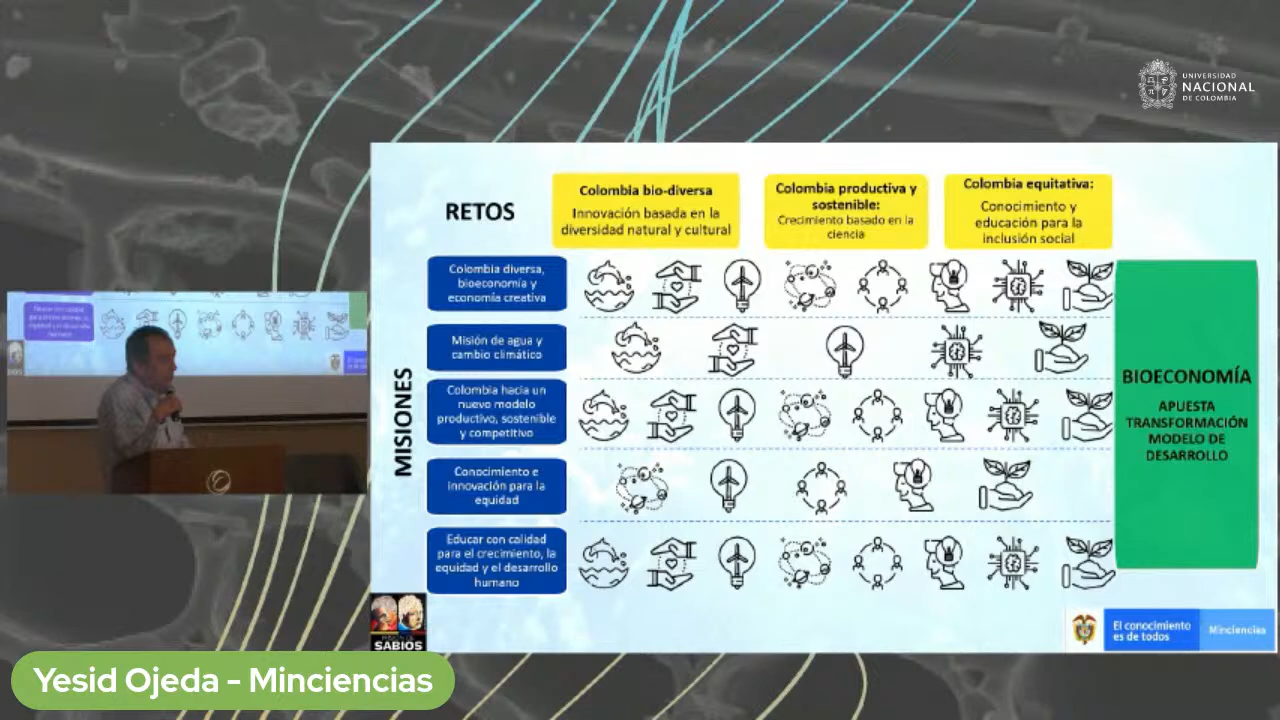 UNIVERSIDAD
NACIONAL
DE COLOMBIA
RETOS
Colombia bio-diversa
Innovación basada en la
diversidad natural y cultural
Colombia productiva y
sostenible:
Crecimiento basado en la
ciencia
Colombia equitativa:
Conocimiento y
educación para la
inclusión social
MISIONES
Colombia diversa,
bioeconomía y
economía creativa
Misión de agua y
cambio climático
Colombia hacia un
nuevo modelo
productivo, sostenible
y competitivo
Conocimiento e
innovación para la
equidad
Educar con calidad
para el crecimiento, la
equidad y el desarrollo
humano
BIOECONOMÍA
APUESTA
TRANSFORMACIÓN
MODELO DE
DESARROLLO
SABIOS
El conocimiento
es de todos
Minciencias
Yesid Ojeda - Minciencias